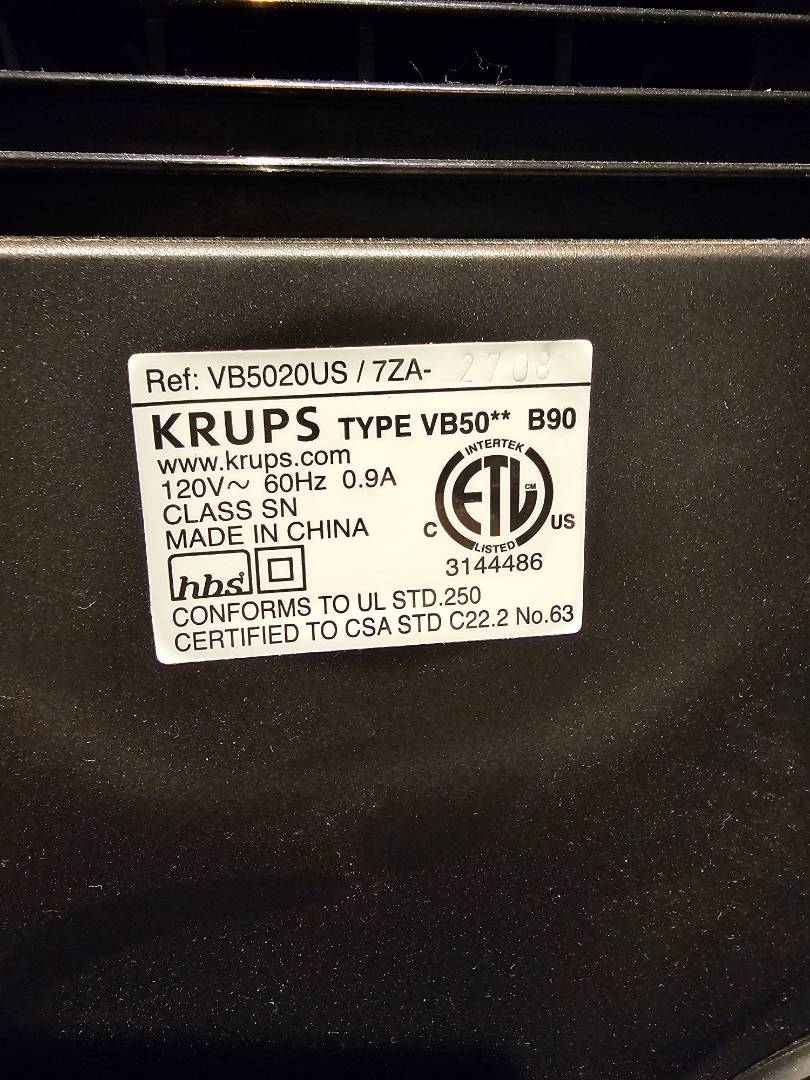 Ref: VB5020US / 7ZA- 2708
KRUPS TYPE VB50** B90
www.krups.com
120V~ 60Hz 0.9A
CLASS SN
MADE IN CHINA
INTERTEK
ETL CM
C US
LISTED
3144486
hbs
CONFORMS TO UL STD.250
CERTIFIED TO CSA STD C22.2 No.63